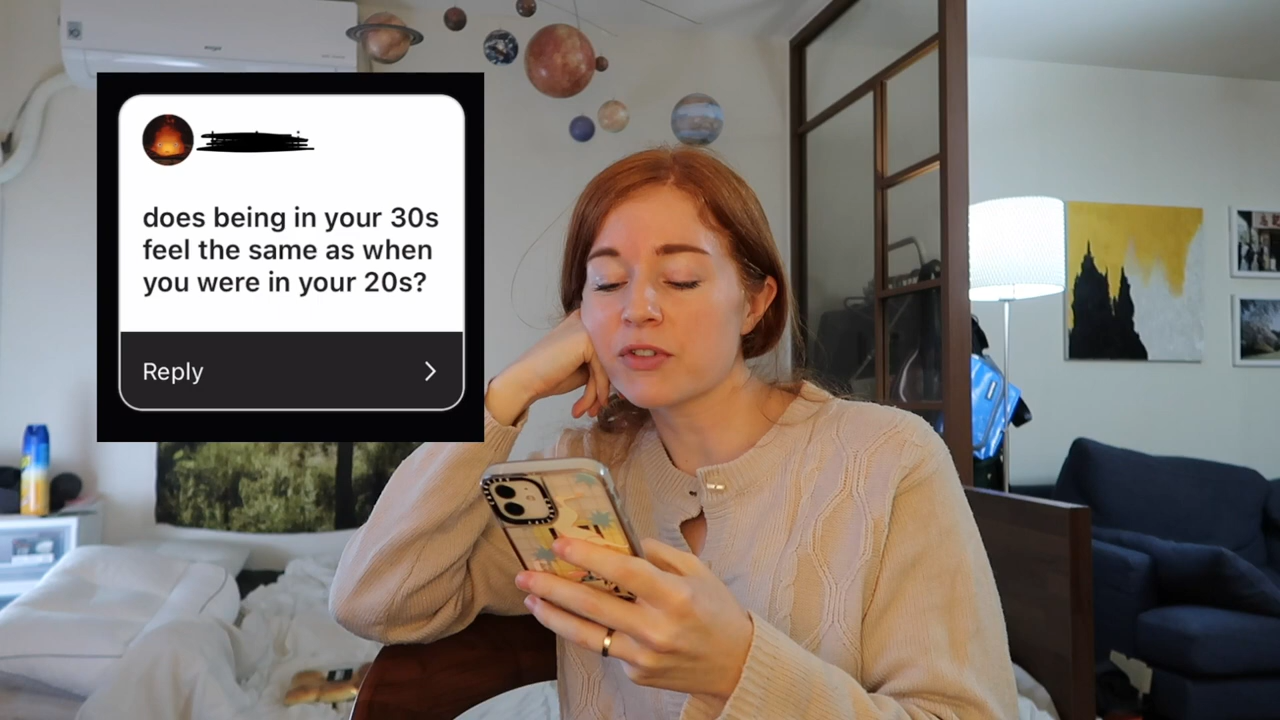 does being in your 30s
feel the same as when
you were in your 20s?
Reply